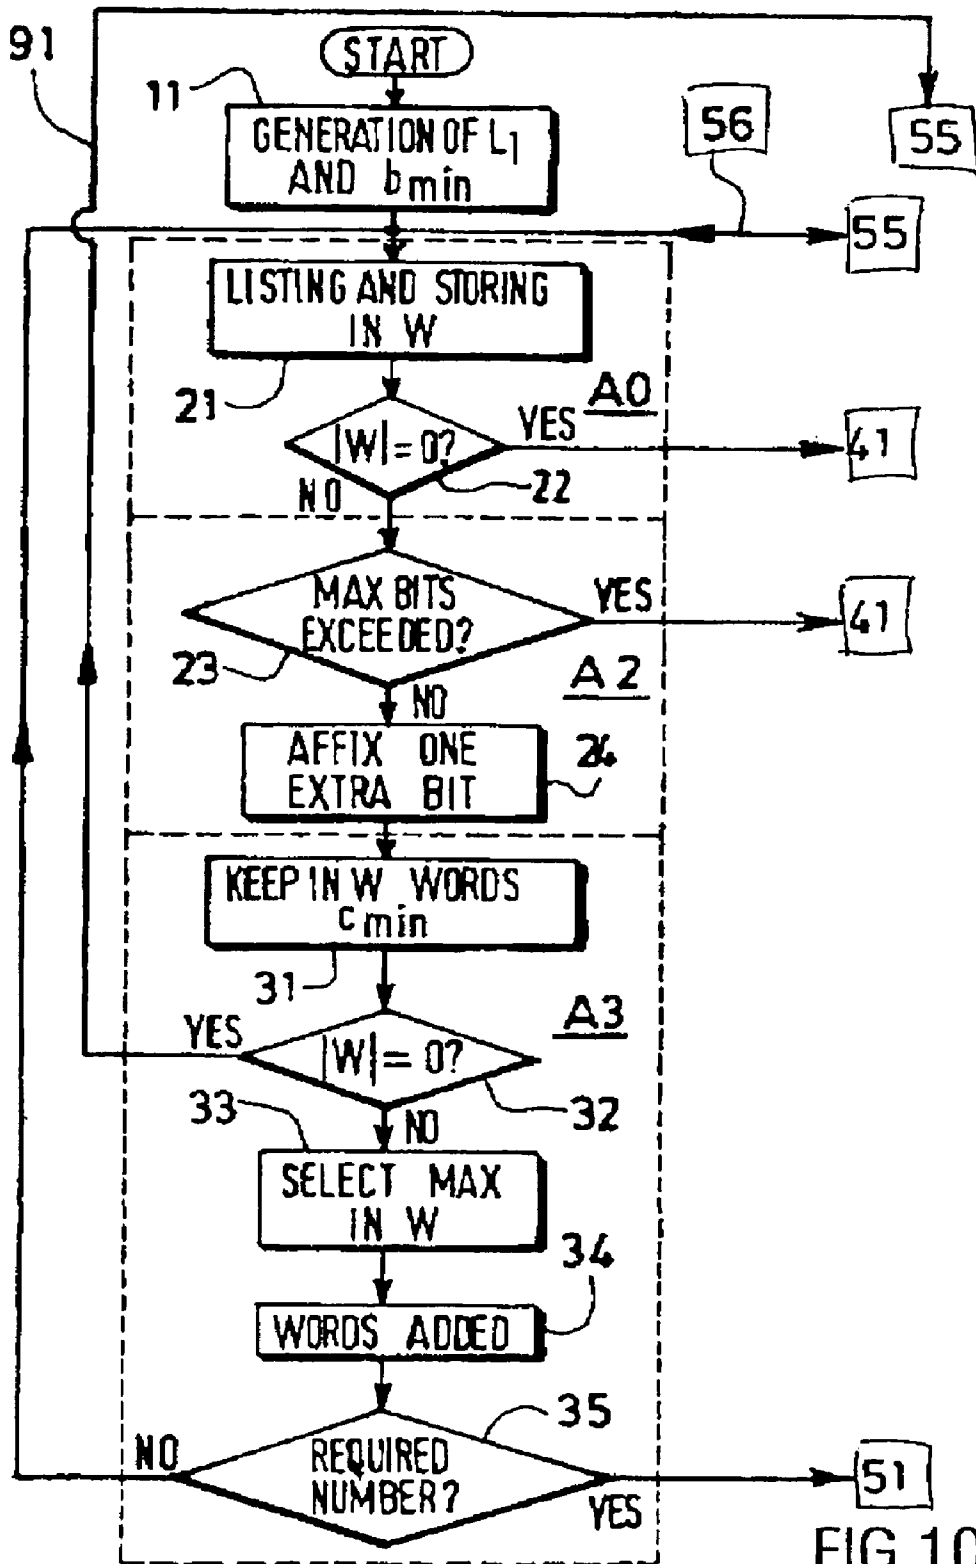 91
START
11
GENERATION OF L1
AND bmin
56
55
55
LISTING AND STORING
IN W
21
A0
|W|=0?
YES
41
22
NO
MAX BITS
EXCEEDED?
YES
41
23
A2
NO
AFFIX ONE
EXTRA BIT
24
KEEP IN W WORDS
cmin
31
A3
YES
|W|=0?
32
33
NO
SELECT MAX
IN W
34
WORDS ADDED
35
NO
REQUIRED
NUMBER?
YES
51
FIG.10